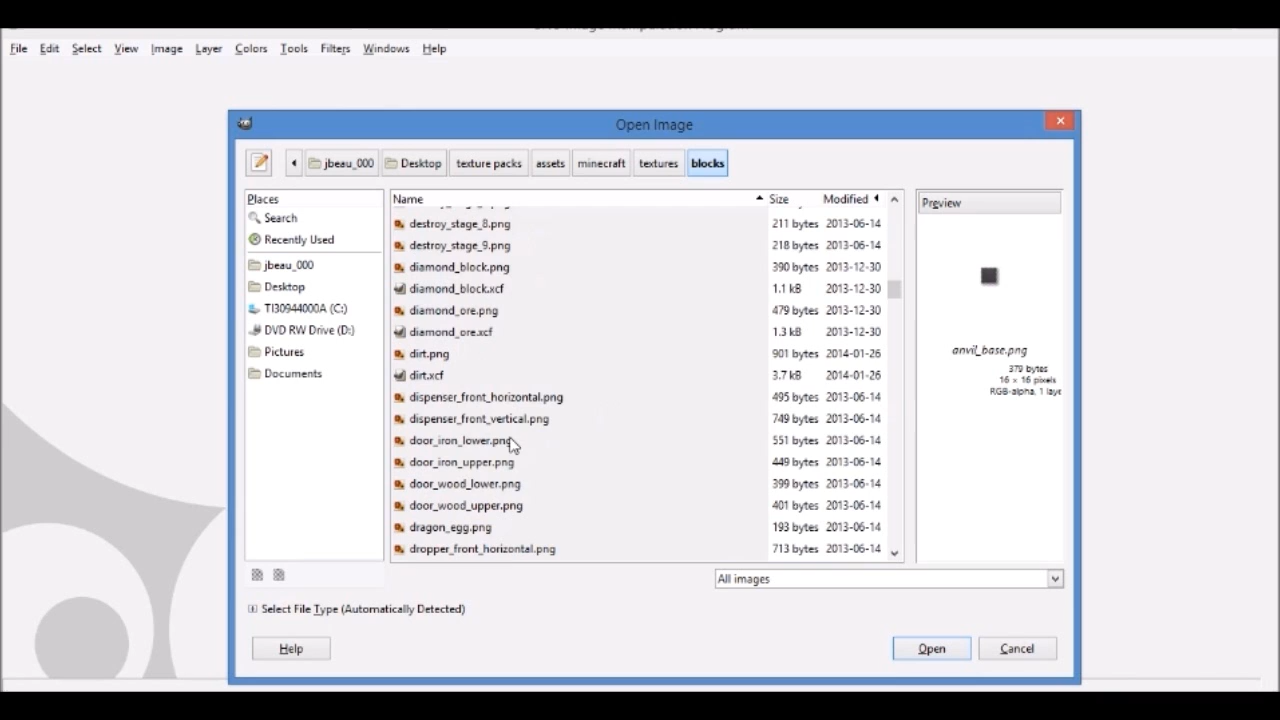 File Edit Select View Image Layer Colors Tools Filters Windows Help
Open Image
jbeau_000 Desktop texture packs assets minecraft textures blocks
Places
Search
Recently Used
jbeau_000
Desktop
TI30944000A (C:)
DVD RW Drive (D:)
Pictures
Documents
Name Size Modified
destroy_stage_8.png 211 bytes 2013-06-14
destroy_stage_9.png 218 bytes 2013-06-14
diamond_block.png 390 bytes 2013-12-30
diamond_block.xcf 1.1 kB 2013-12-30
diamond_ore.png 479 bytes 2013-12-30
diamond_ore.xcf 1.3 kB 2013-12-30
dirt.png 901 bytes 2014-01-26
dirt.xcf 3.7 kB 2014-01-26
dispenser_front_horizontal.png 495 bytes 2013-06-14
dispenser_front_vertical.png 749 bytes 2013-06-14
door_iron_lower.png 551 bytes 2013-06-14
door_iron_upper.png 449 bytes 2013-06-14
door_wood_lower.png 399 bytes 2013-06-14
door_wood_upper.png 401 bytes 2013-06-14
dragon_egg.png 193 bytes 2013-06-14
dropper_front_horizontal.png 713 bytes 2013-06-14
Preview
anvil_base.png
379 bytes
16 × 16 pixels
RGB-alpha, 1 laye
All images
Select File Type (Automatically Detected)
Help Open Cancel